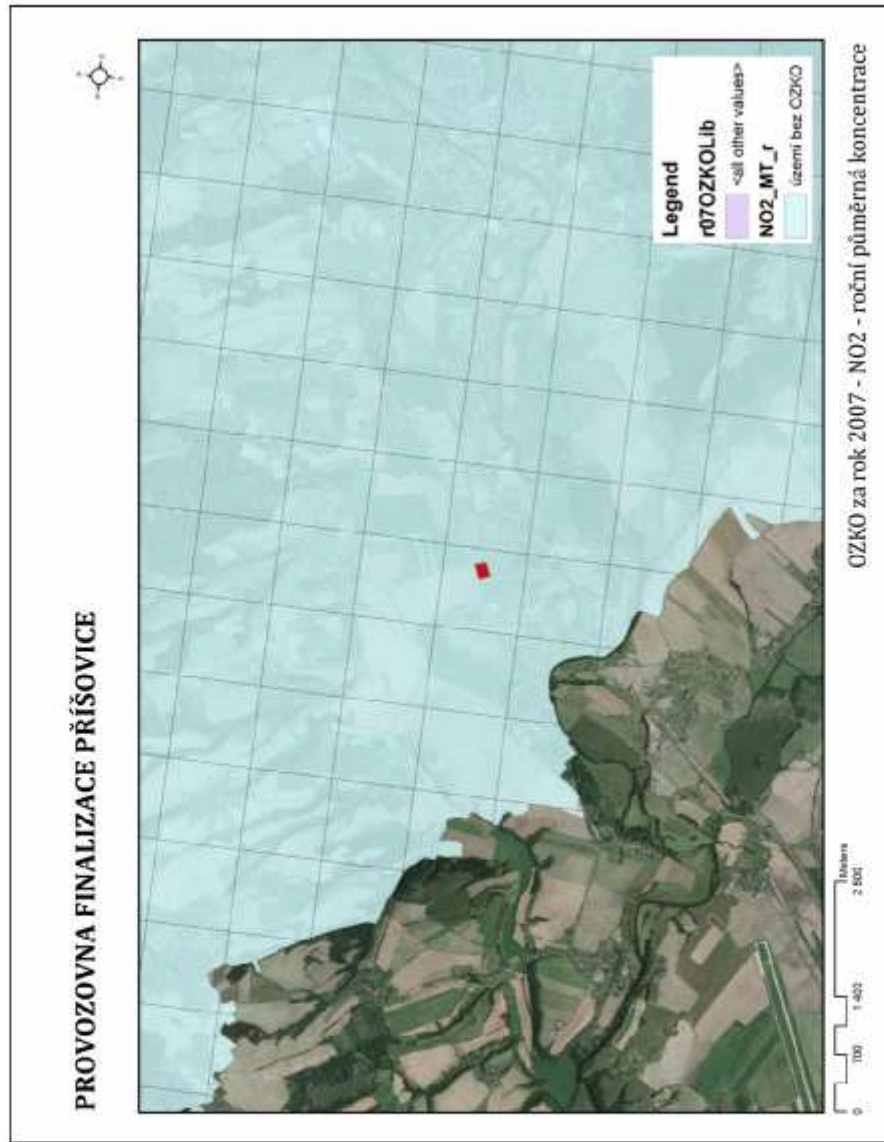 PROVOZOVNA FINALIZACE PŘÍŠOVICE
Legend
r07OZKOLib
<all other values>
NO2_MT_r
území bez OZKO
0 700 1 400 2 800
Meters
OZKO za rok 2007 - NO2 - roční půměrná koncentrace